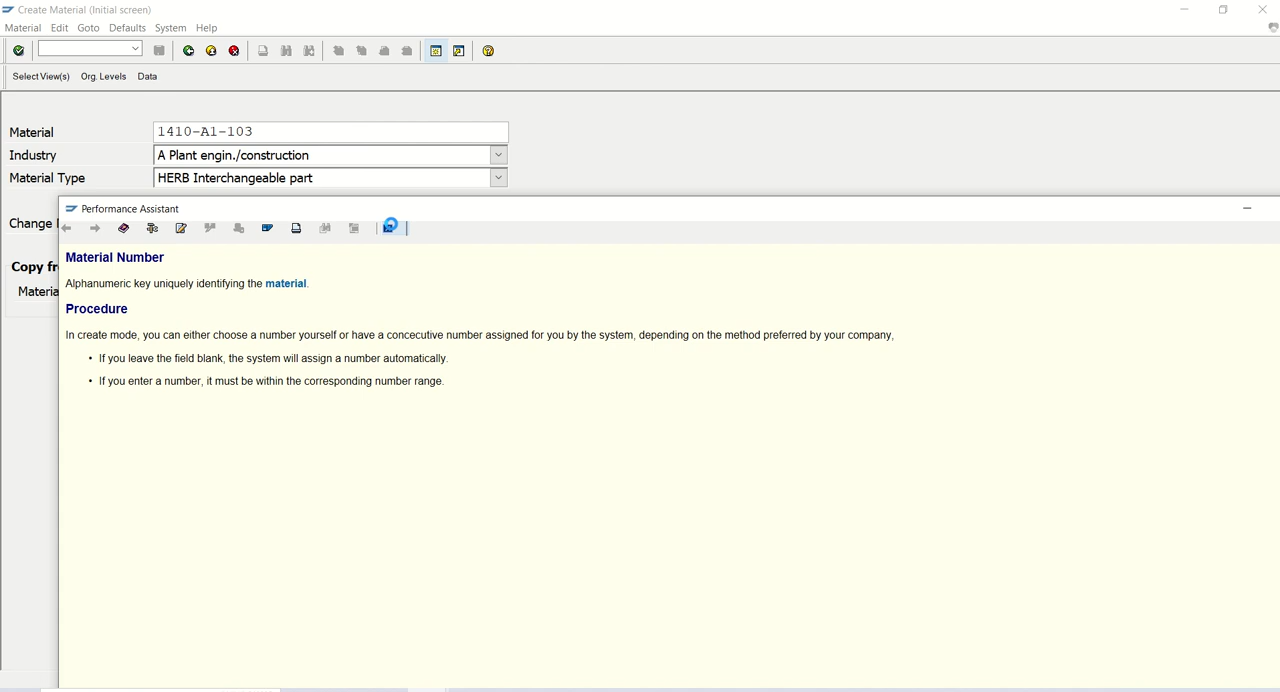 Create Material (Initial screen)
Material Edit Goto Defaults System Help
Select View(s) Org. Levels Data
Material 1410-A1-103
Industry A Plant engin./construction
Material Type HERB Interchangeable part
Performance Assistant
Change
Material Number
Copy
Alphanumeric key uniquely identifying the material.
Procedure
In create mode, you can either choose a number yourself or have a concecutive number assigned for you by the system, depending on the method preferred by your company,
• If you leave the field blank, the system will assign a number automatically.
• If you enter a number, it must be within the corresponding number range.